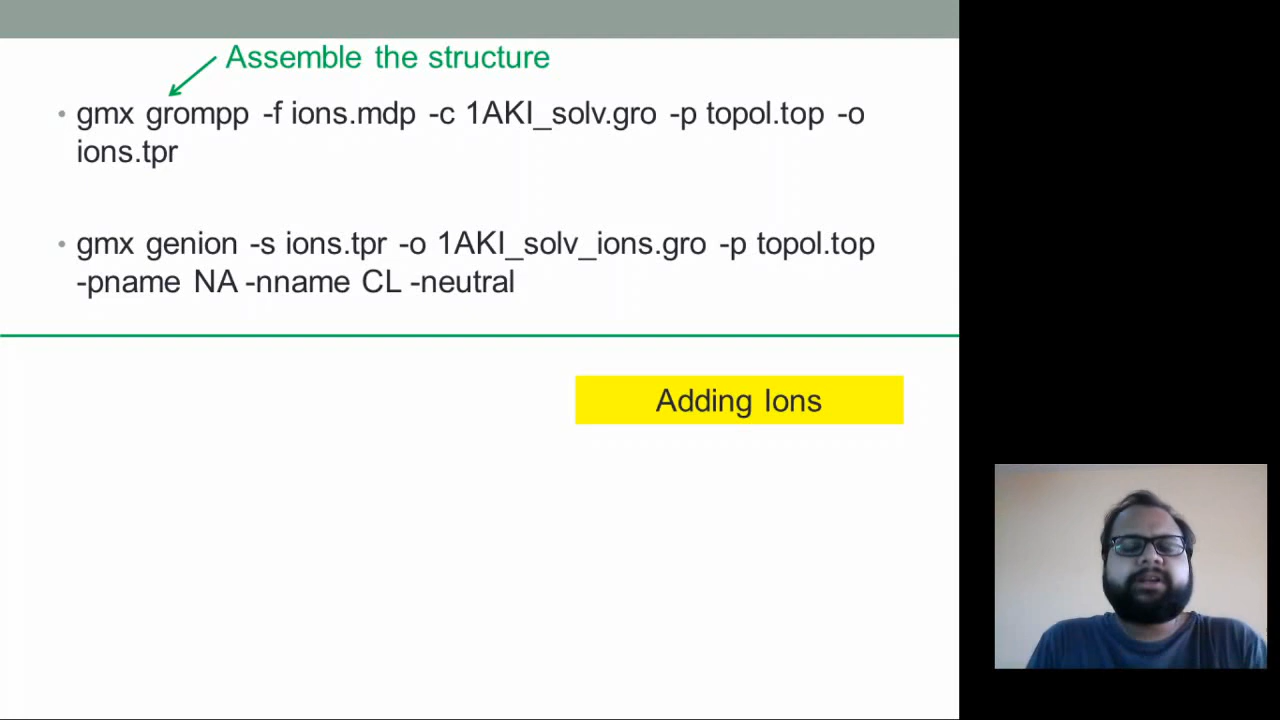 Assemble the structure
• gmx grompp -f ions.mdp -c 1AKI_solv.gro -p topol.top -o
ions.tpr
• gmx genion -s ions.tpr -o 1AKI_solv_ions.gro -p topol.top
-pname NA -nname CL -neutral
Adding Ions